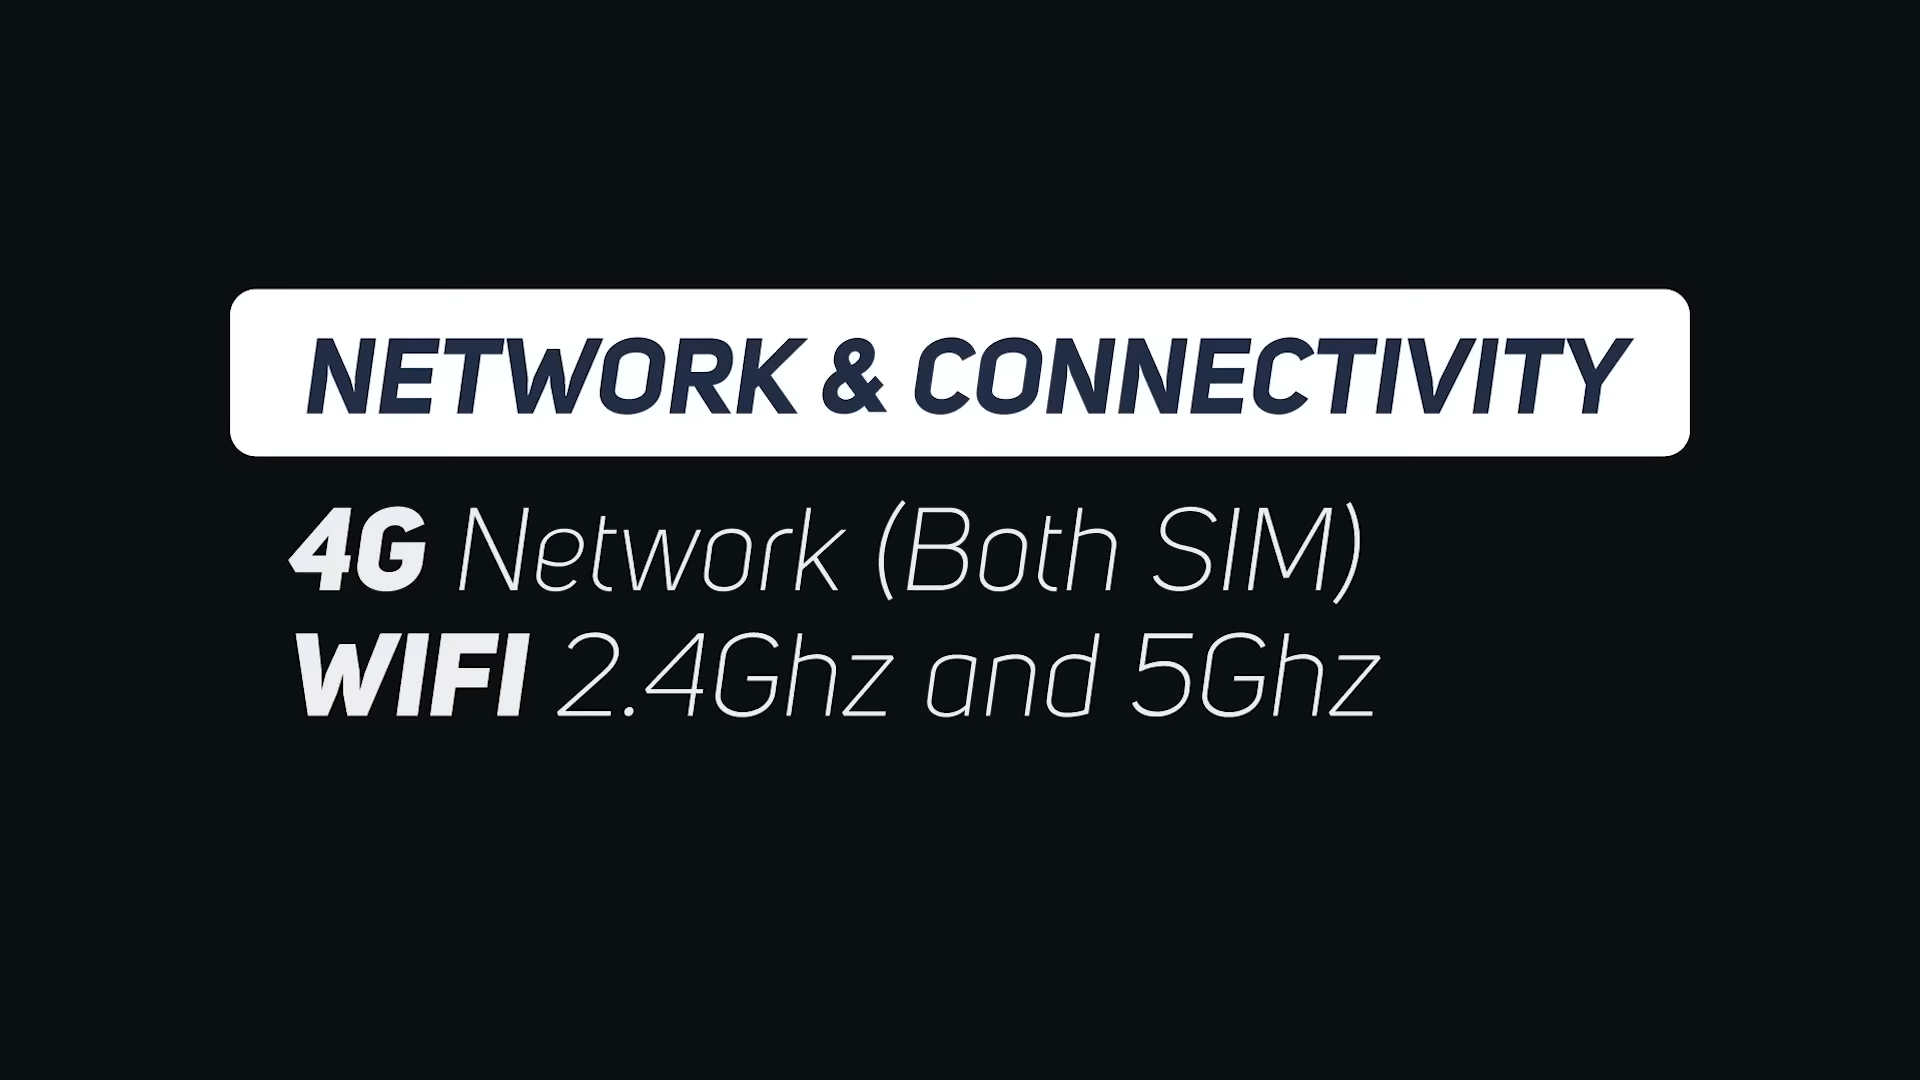 NETWORK & CONNECTIVITY
4G Network (Both SIM)
WIFI 2.4Ghz and 5Ghz